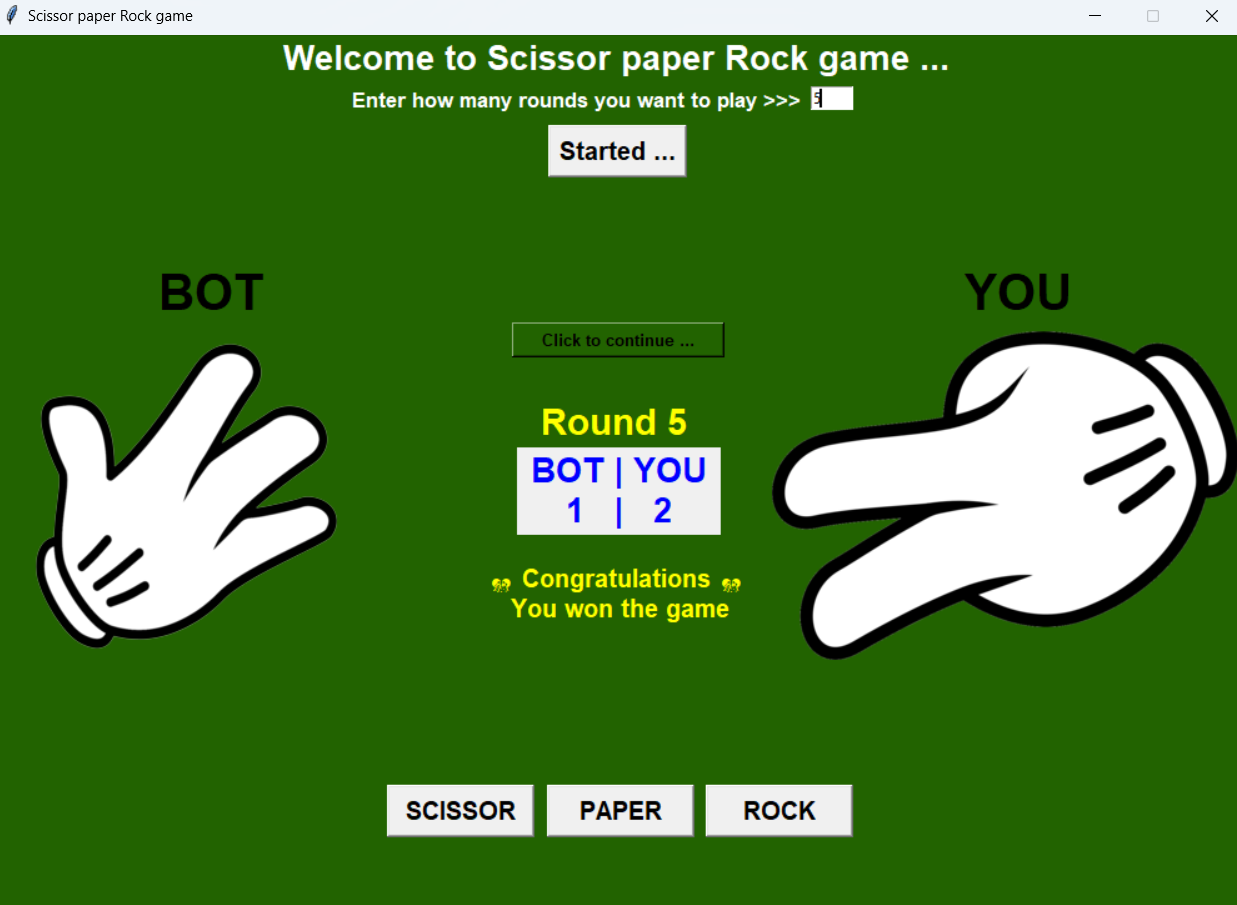 Scissor paper Rock game
Welcome to Scissor paper Rock game ...
Enter how many rounds you want to play >>> 5
Started ...
BOT
YOU
Click to continue ...
Round 5
BOT | YOU
1 | 2
Congratulations
You won the game
SCISSOR
PAPER
ROCK